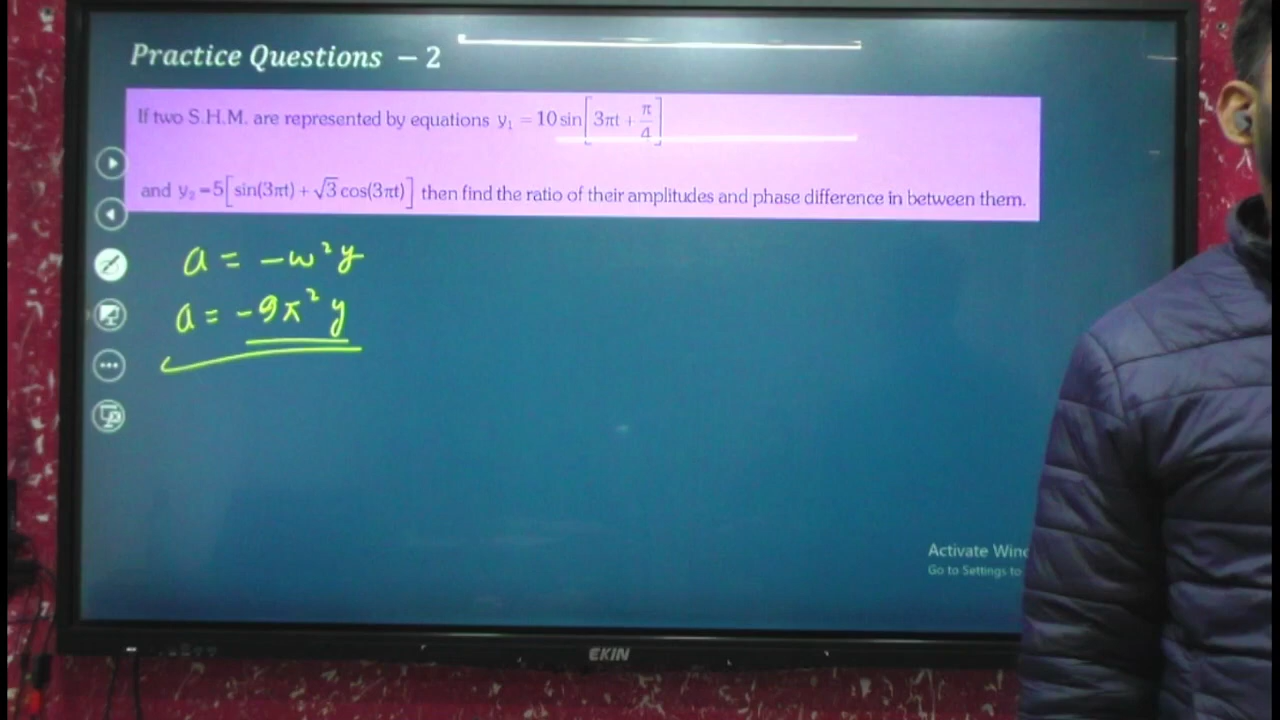 Practice Questions – 2
If two S.H.M. are represented by equations y₁ = 10 sin[3πt + π/4]
and y₂ =5[sin(3πt) + √3 cos(3πt)] then find the ratio of their amplitudes and phase difference in between them.
a = -ω²y
a = -9π²y
Activate Win
Go to Settings to
EKIN